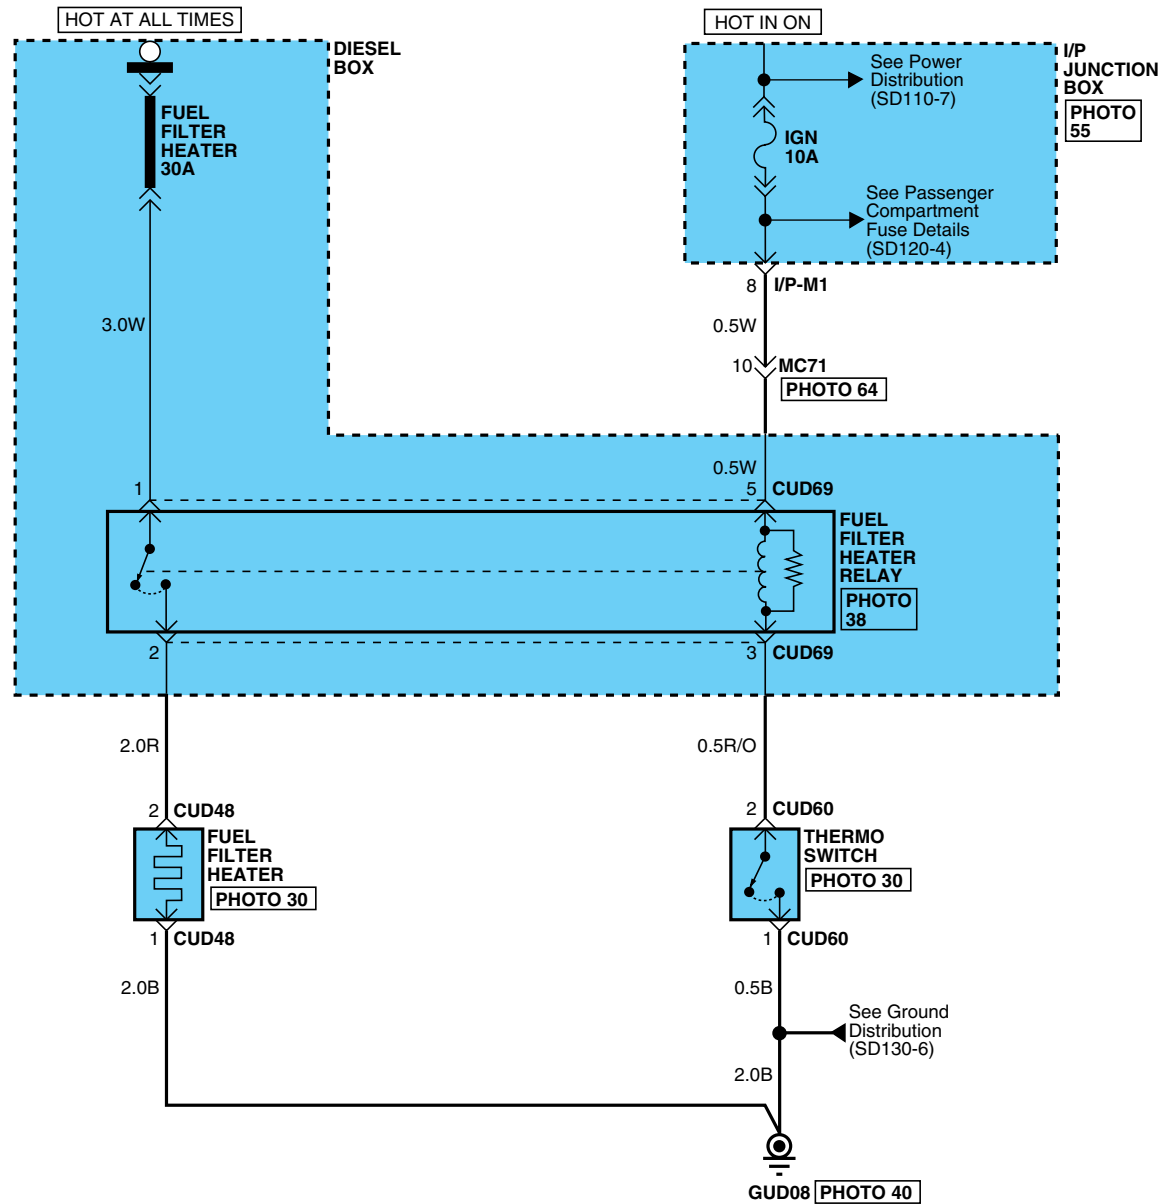 HOT AT ALL TIMES
HOT IN ON
DIESEL
BOX
I/P
JUNCTION
BOX
PHOTO
55
See Power
Distribution
(SD110-7)
FUEL
FILTER
HEATER
30A
IGN
10A
See Passenger
Compartment
Fuse Details
(SD120-4)
8 I/P-M1
3.0W
0.5W
10 MC71
PHOTO 64
0.5W
1
5 CUD69
FUEL
FILTER
HEATER
RELAY
PHOTO
38
2
3 CUD69
2.0R
0.5R/O
2 CUD48
2 CUD60
FUEL
FILTER
HEATER
PHOTO 30
THERMO
SWITCH
PHOTO 30
1 CUD48
1 CUD60
2.0B
0.5B
See Ground
Distribution
(SD130-6)
2.0B
GUD08 PHOTO 40